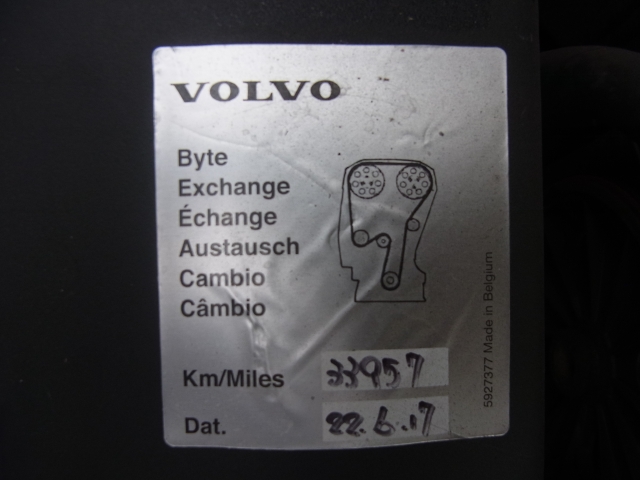 VOLVO
Byte
Exchange
Échange
Austausch
Cambio
Câmbio
Km/Miles 33957
Dat. 22.6.17
5927377 Made in Belgium